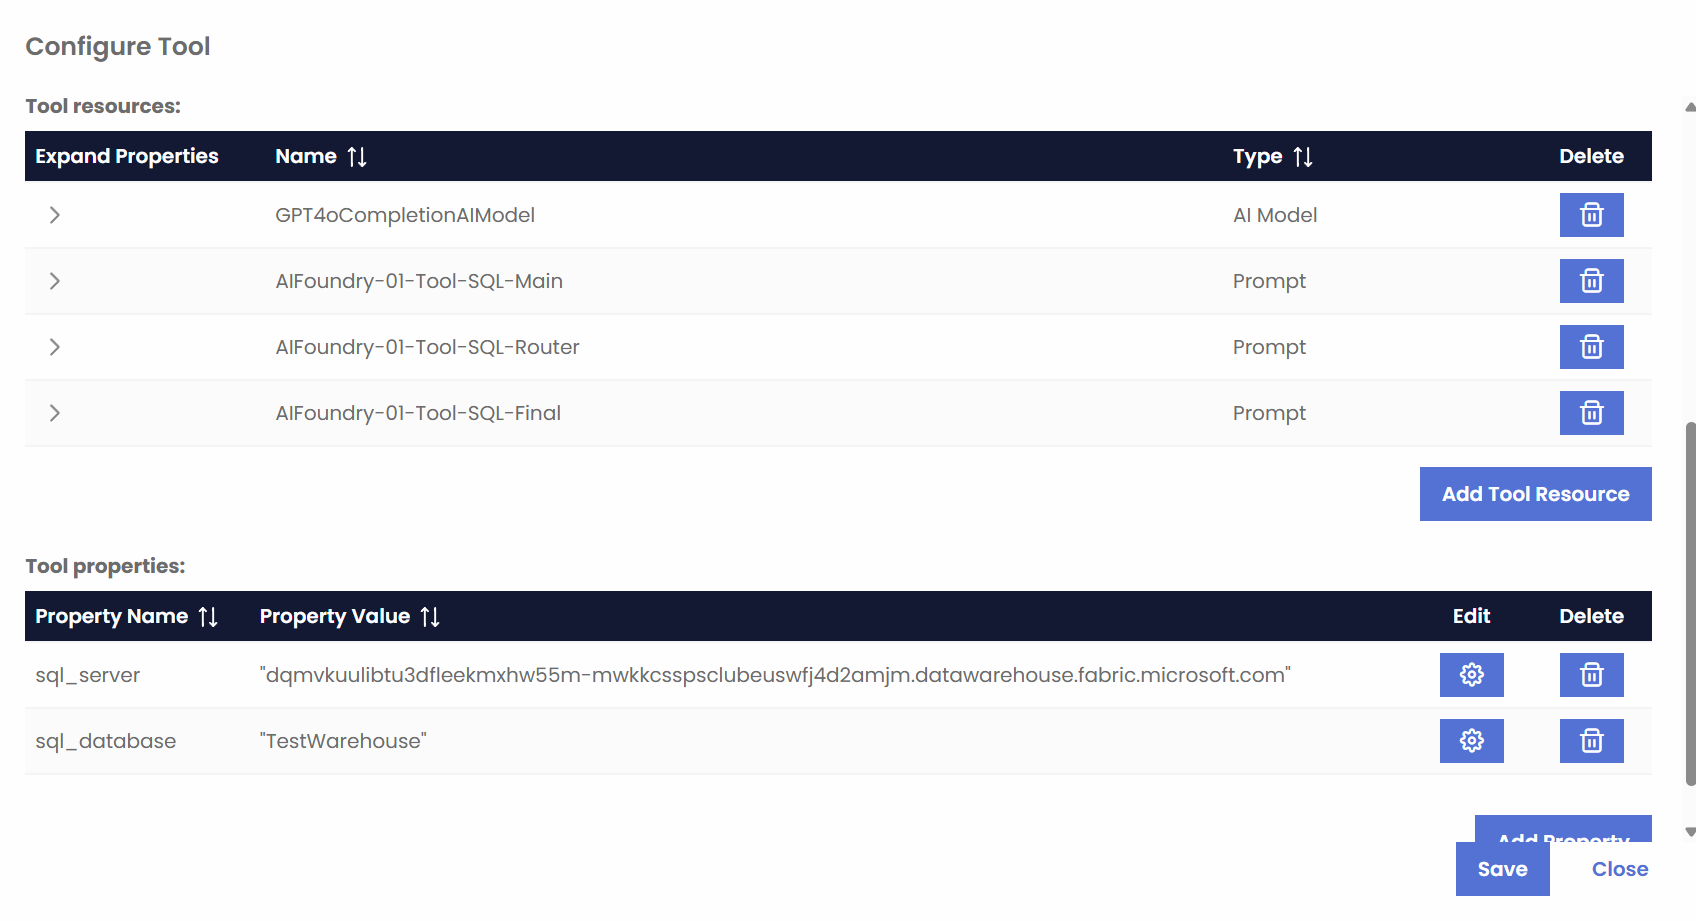 Configure Tool
Tool resources:
Expand Properties Name Type Delete
GPT4oCompletionAIModel AI Model
AIFoundry-01-Tool-SQL-Main Prompt
AIFoundry-01-Tool-SQL-Router Prompt
AIFoundry-01-Tool-SQL-Final Prompt
Add Tool Resource
Tool properties:
Property Name Property Value Edit Delete
sql_server "dqmvkuulibtu3dfleekmxhw55m-mwkkcsspsclubeuswfj4d2amjm.datawarehouse.fabric.microsoft.com"
sql_database "TestWarehouse"
Add Property
Save Close